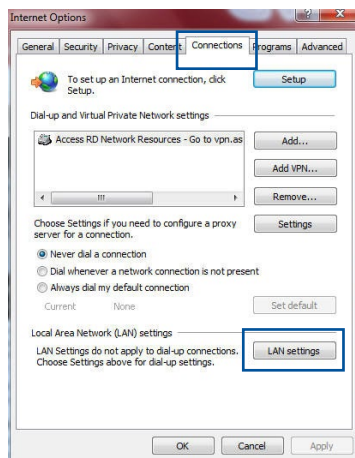 Internet Options
General Security Privacy Content Connections Programs Advanced
To set up an Internet connection, click
Setup.
Setup
Dial-up and Virtual Private Network settings
Access RD Network Resources - Go to vpn.as
Add...
Add VPN...
Remove...
Choose Settings if you need to configure a proxy
server for a connection.
Settings
Never dial a connection
Dial whenever a network connection is not present
Always dial my default connection
Current None
Set default
Local Area Network (LAN) settings
LAN Settings do not apply to dial-up connections.
Choose Settings above for dial-up settings.
LAN settings
OK Cancel Apply